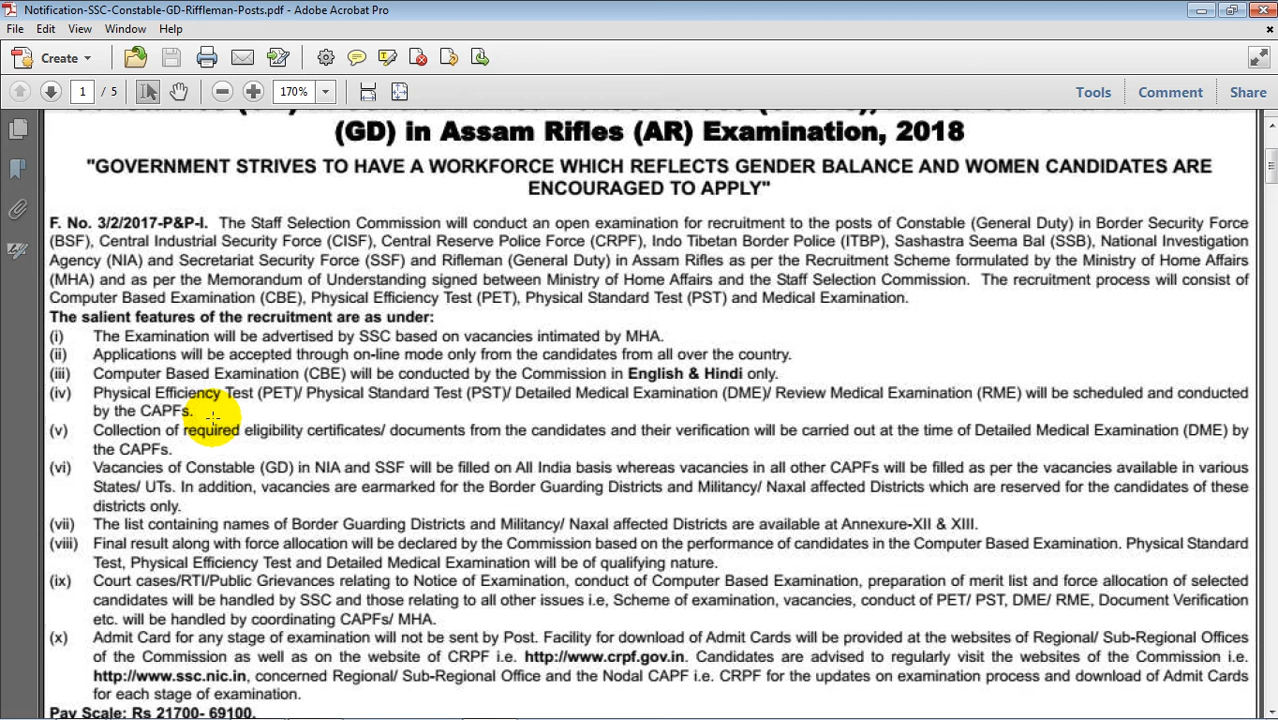 Notification-SSC-Constable-GD-Riffleman-Posts.pdf - Adobe Acrobat Pro
File Edit View Window Help
Create
1 / 5 170% Tools Comment Share
(GD) in Assam Rifles (AR) Examination, 2018
"GOVERNMENT STRIVES TO HAVE A WORKFORCE WHICH REFLECTS GENDER BALANCE AND WOMEN CANDIDATES ARE
ENCOURAGED TO APPLY"
F. No. 3/2/2017-P&P-I. The Staff Selection Commission will conduct an open examination for recruitment to the posts of Constable (General Duty) in Border Security Force
(BSF), Central Industrial Security Force (CISF), Central Reserve Police Force (CRPF), Indo Tibetan Border Police (ITBP), Sashastra Seema Bal (SSB), National Investigation
Agency (NIA) and Secretariat Security Force (SSF) and Rifleman (General Duty) in Assam Rifles as per the Recruitment Scheme formulated by the Ministry of Home Affairs
(MHA) and as per the Memorandum of Understanding signed between Ministry of Home Affairs and the Staff Selection Commission. The recruitment process will consist of
Computer Based Examination (CBE), Physical Efficiency Test (PET), Physical Standard Test (PST) and Medical Examination.
The salient features of the recruitment are as under:
(i) The Examination will be advertised by SSC based on vacancies intimated by MHA.
(ii) Applications will be accepted through on-line mode only from the candidates from all over the country.
(iii) Computer Based Examination (CBE) will be conducted by the Commission in English & Hindi only.
(iv) Physical Efficiency Test (PET)/ Physical Standard Test (PST)/ Detailed Medical Examination (DME)/ Review Medical Examination (RME) will be scheduled and conducted
by the CAPFs.
(v) Collection of required eligibility certificates/ documents from the candidates and their verification will be carried out at the time of Detailed Medical Examination (DME) by
the CAPFs.
(vi) Vacancies of Constable (GD) in NIA and SSF will be filled on All India basis whereas vacancies in all other CAPFs will be filled as per the vacancies available in various
States/ UTs. In addition, vacancies are earmarked for the Border Guarding Districts and Militancy/ Naxal affected Districts which are reserved for the candidates of these
districts only.
(vii) The list containing names of Border Guarding Districts and Militancy/ Naxal affected Districts are available at Annexure-XII & XIII.
(viii) Final result along with force allocation will be declared by the Commission based on the performance of candidates in the Computer Based Examination. Physical Standard
Test, Physical Efficiency Test and Detailed Medical Examination will be of qualifying nature.
(ix) Court cases/RTI/Public Grievances relating to Notice of Examination, conduct of Computer Based Examination, preparation of merit list and force allocation of selected
candidates will be handled by SSC and those relating to all other issues i.e, Scheme of examination, vacancies, conduct of PET/ PST, DME/ RME, Document Verification
etc. will be handled by coordinating CAPFs/ MHA.
(x) Admit Card for any stage of examination will not be sent by Post. Facility for download of Admit Cards will be provided at the websites of Regional/ Sub-Regional Offices
of the Commission as well as on the website of CRPF i.e. http://www.crpf.gov.in. Candidates are advised to regularly visit the websites of the Commission i.e.
http://www.ssc.nic.in, concerned Regional/ Sub-Regional Office and the Nodal CAPF i.e. CRPF for the updates on examination process and download of Admit Cards
for each stage of examination.
Pay Scale: Rs 21700- 69100.